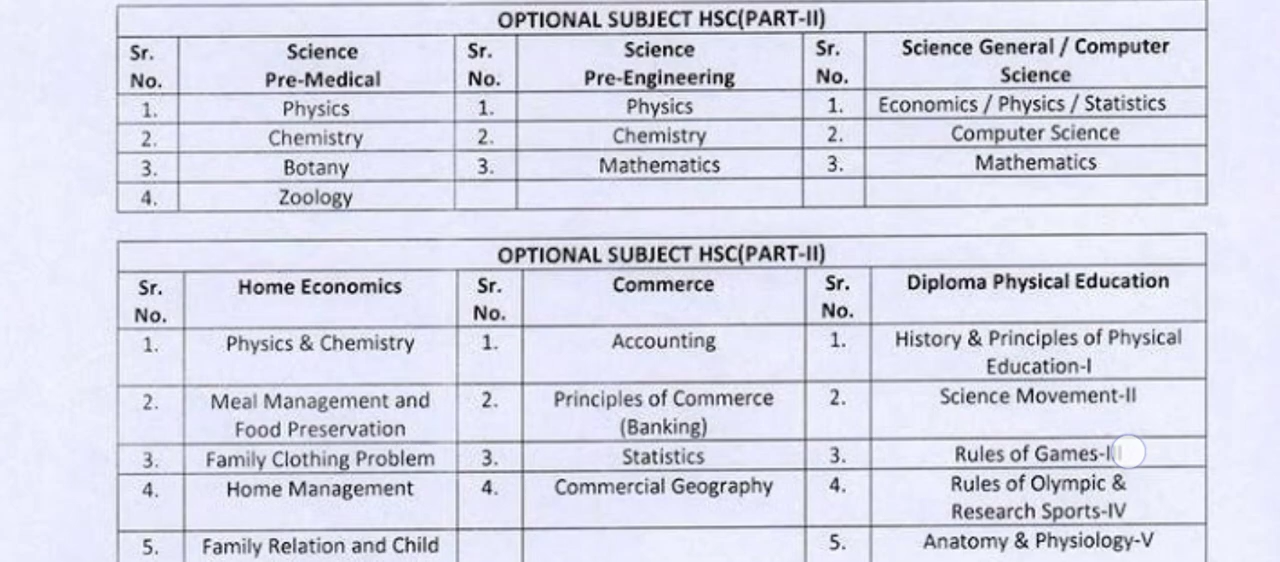 OPTIONAL SUBJECT HSC(PART-II)
Sr. No. Science Pre-Medical Sr. No. Science Pre-Engineering Sr. No. Science General / Computer Science
1. Physics 1. Physics 1. Economics / Physics / Statistics
2. Chemistry 2. Chemistry 2. Computer Science
3. Botany 3. Mathematics 3. Mathematics
4. Zoology
OPTIONAL SUBJECT HSC(PART-II)
Sr. No. Home Economics Sr. No. Commerce Sr. No. Diploma Physical Education
1. Physics & Chemistry 1. Accounting 1. History & Principles of Physical Education-I
2. Meal Management and Food Preservation 2. Principles of Commerce (Banking) 2. Science Movement-II
3. Family Clothing Problem 3. Statistics 3. Rules of
4. Home Management 4. Commercial Geography 4. Rules of Olympic & Research Sports-IV
5. Family Relation and Child 5. Anatomy & Physiology-V